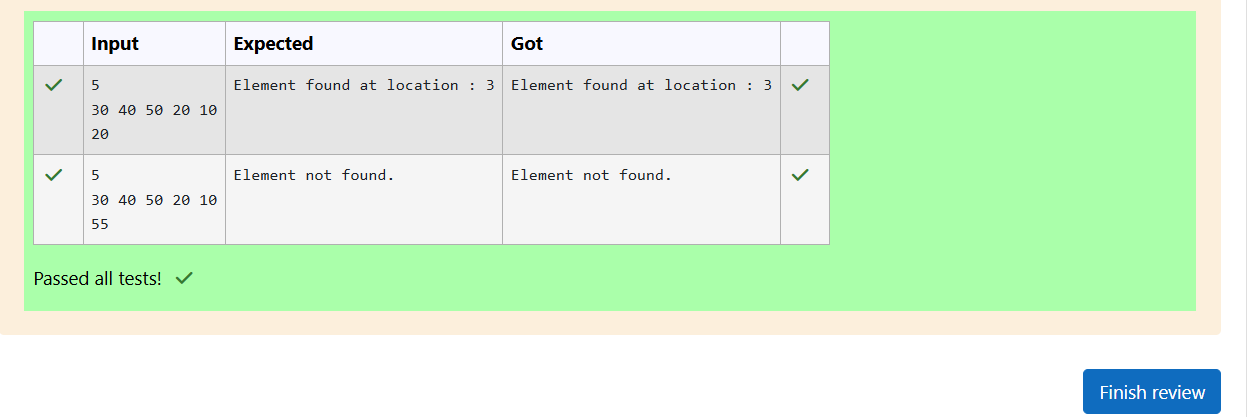 Input Expected Got
5 Element found at location : 3 Element found at location : 3
30 40 50 20 10
20
5 Element not found. Element not found.
30 40 50 20 10
55
Passed all tests!
Finish review